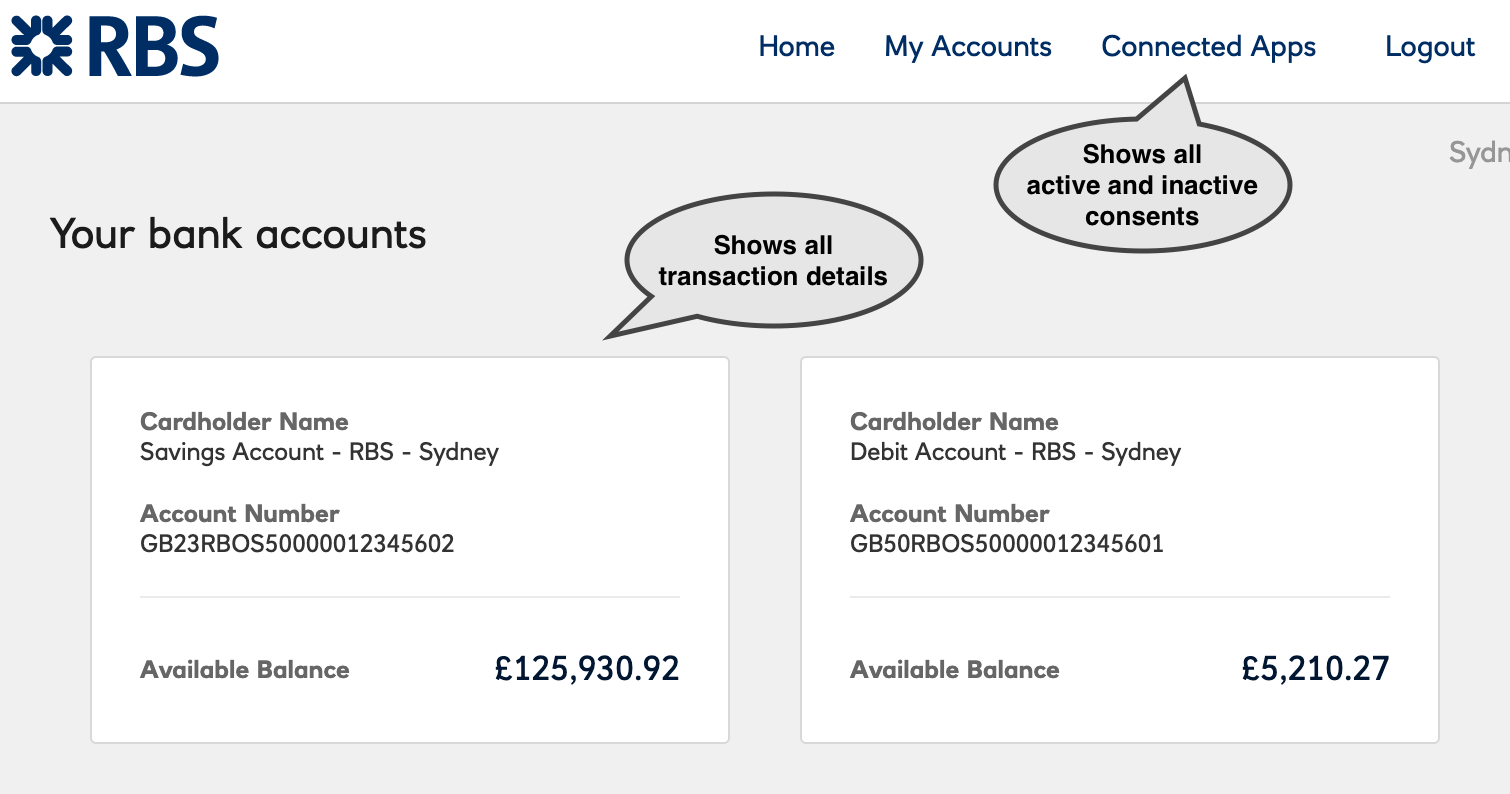 RBS
Home My Accounts Connected Apps Logout
Shows all
active and inactive
consents
Sydn
Your bank accounts
Shows all
transaction details
Cardholder Name
Savings Account - RBS - Sydney
Account Number
GB23RBOS50000012345602
Available Balance £125,930.92
Cardholder Name
Debit Account - RBS - Sydney
Account Number
GB50RBOS50000012345601
Available Balance £5,210.27